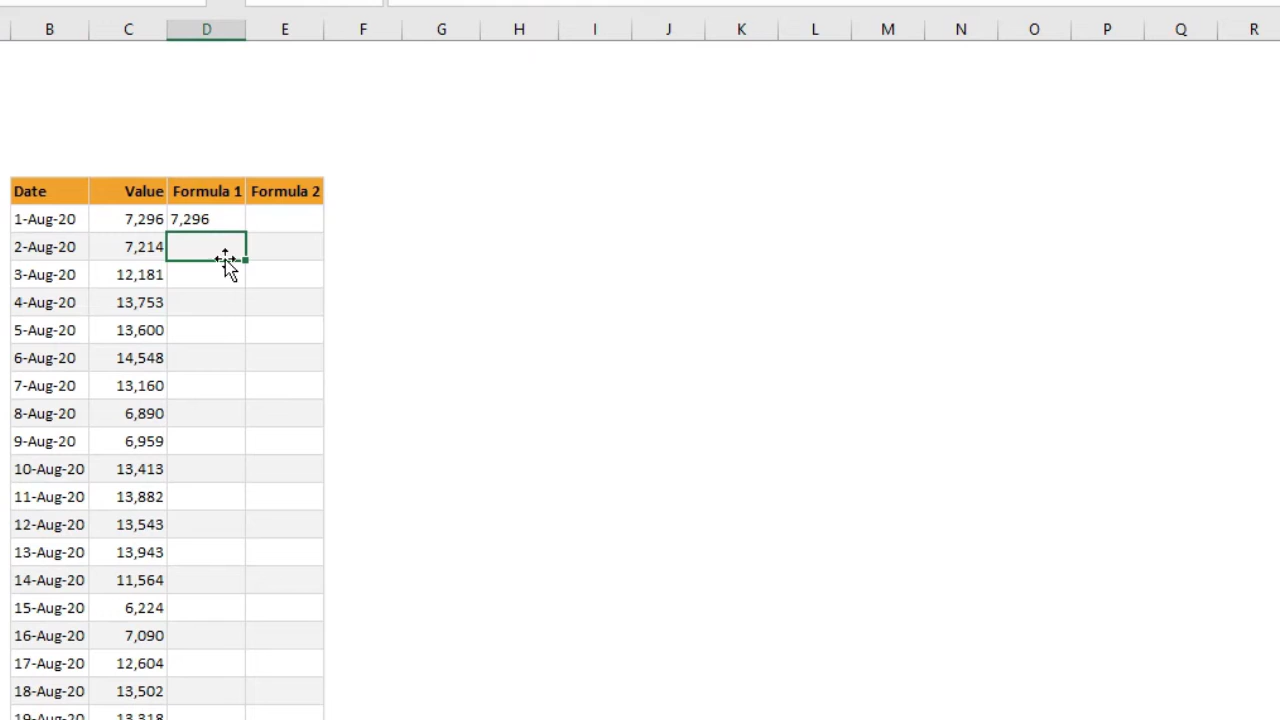 B C D E F G H I J K L M N O P Q R
Date Value Formula 1 Formula 2
1-Aug-20 7,296 7,296
2-Aug-20 7,214
3-Aug-20 12,181
4-Aug-20 13,753
5-Aug-20 13,600
6-Aug-20 14,548
7-Aug-20 13,160
8-Aug-20 6,890
9-Aug-20 6,959
10-Aug-20 13,413
11-Aug-20 13,882
12-Aug-20 13,543
13-Aug-20 13,943
14-Aug-20 11,564
15-Aug-20 6,224
16-Aug-20 7,090
17-Aug-20 12,604
18-Aug-20 13,502
19-Aug-20 13,318